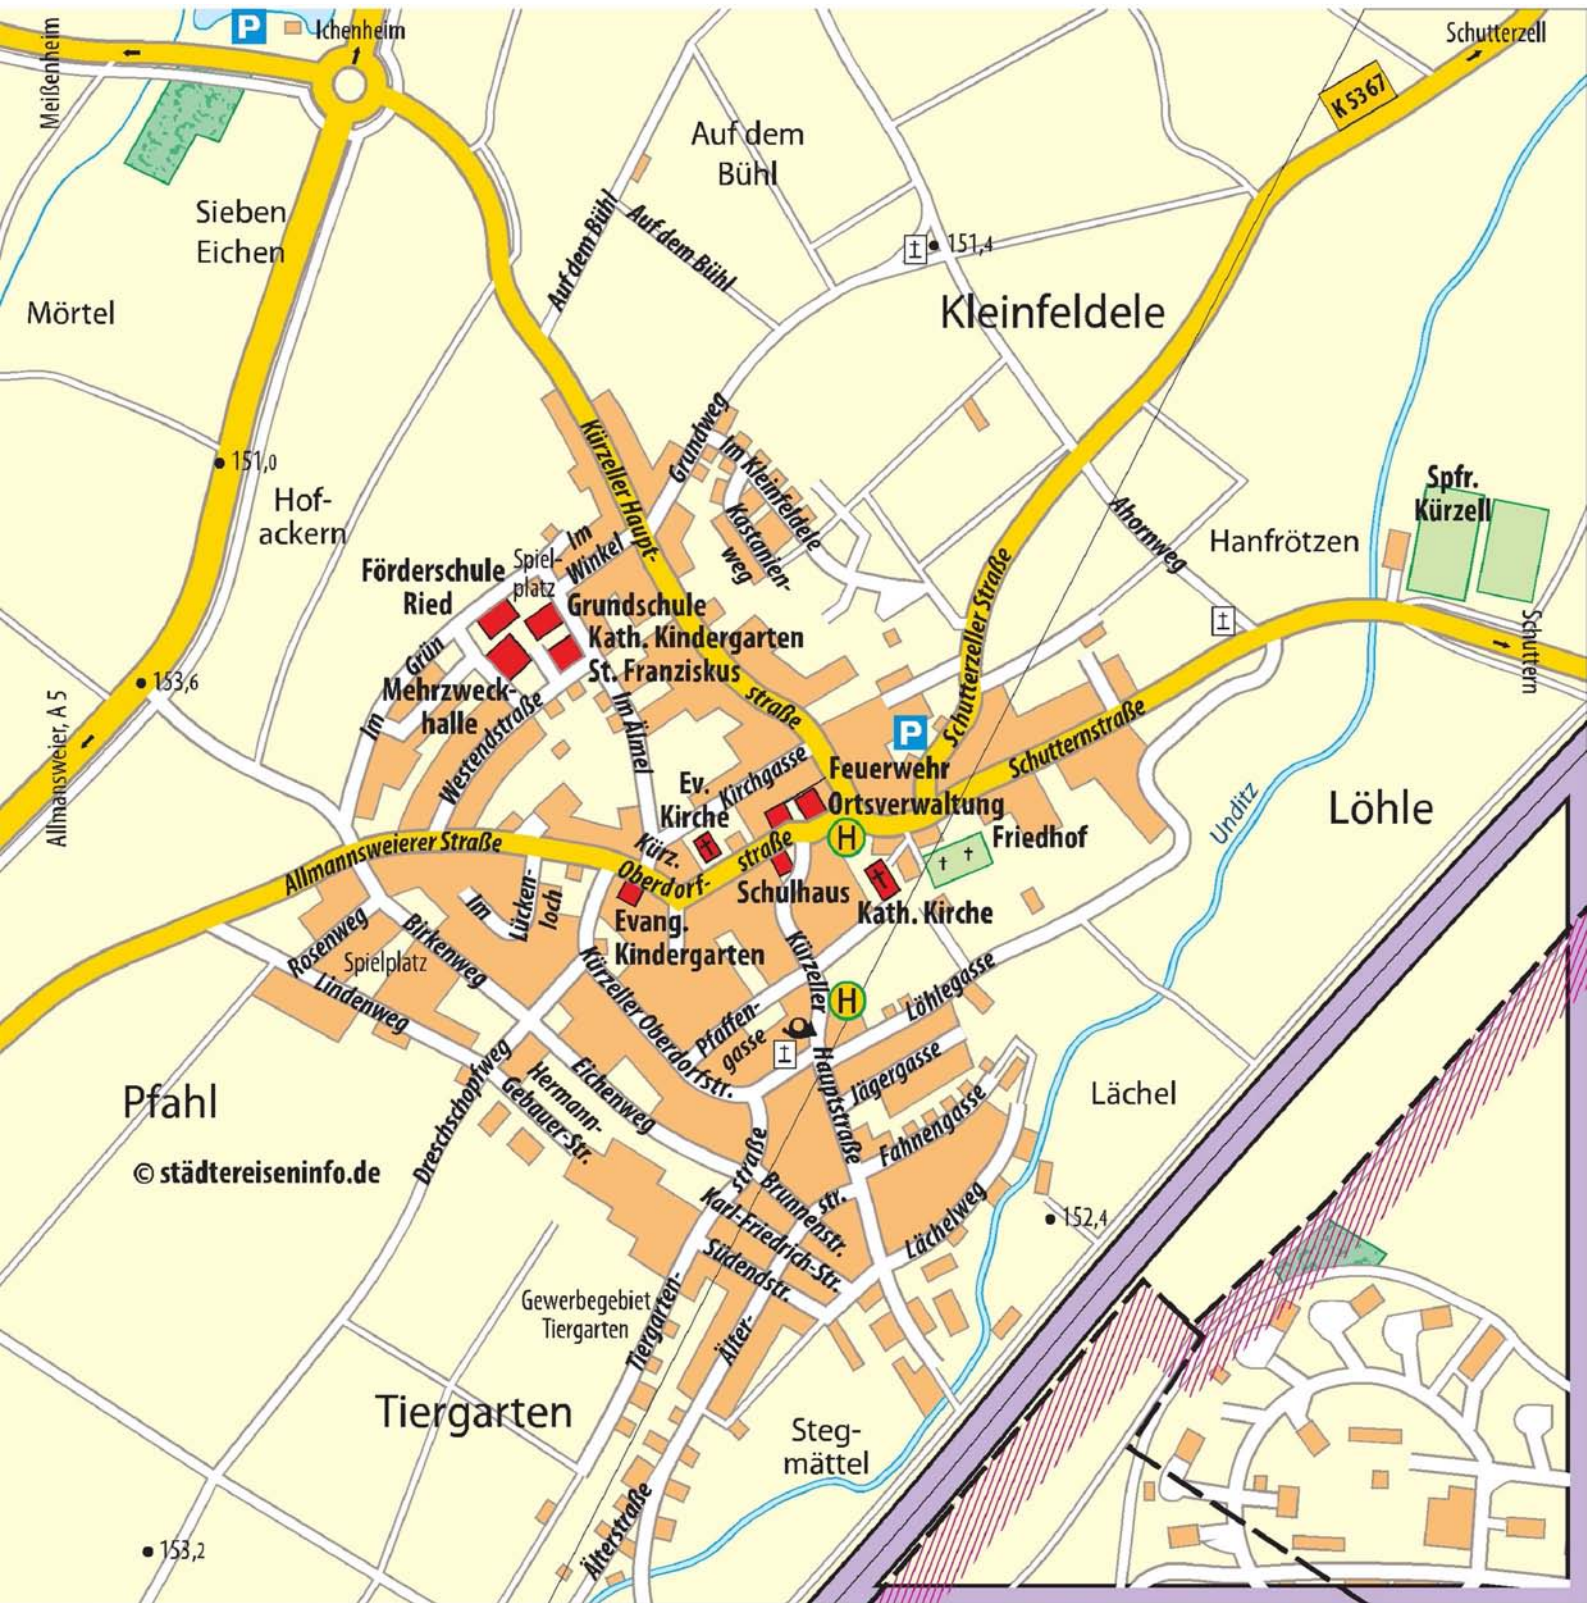 Meißenheim
P
Ichenheim
Schutterzell
K 5367
Auf dem
Bühl
Sieben
Eichen
Auf dem Bühl
Auf dem Bühl
151,4
Mörtel
Kleinfeldele
151,0
Hof-
ackern
Kürzeller Haupt-
straße
Grundweg
Im Kleinfeldele
Kastanien-
weg
Ahornweg
Hanfrötzen
Spfr.
Kürzell
Schuttern
Förderschule
Ried
Spiel-
platz
Im
Winkel
Grundschule
Kath. Kindergarten
St. Franziskus
Im
Grün
Mehrzweck-
halle
Westendstraße
Im Älmel
153,6
Allmansweier, A 5
P
Schutterzeller Straße
Schutternstraße
Feuerwehr
Ortsverwaltung
Ev.
Kirche
Kirchgasse
Unditz
Löhle
Allmannsweierer Straße
Kürz.
Oberdorf-
straße
H
Friedhof
Schulhaus
Kath. Kirche
Im
Lücken-
loch
Evang.
Kindergarten
Rosenweg
Spielplatz
Birkenweg
Lindenweg
Kürzeller Oberdorfstr.
Pfaffen-
gasse
Kürzeller
Hauptstraße
H
Löhlegasse
Jägergasse
Fahnengasse
Lächel
Pfahl
Dreschschopfweg
Hermann-
Gebauer-Str.
Eichenweg
© städtereiseninfo.de
Tiergarten-
straße
Brunnenstr.
Karl-Friedrich-Str.
Südendstr.
Älter-
str.
Lächelweg
152,4
Gewerbegebiet
Tiergarten
Tiergarten
Steg-
mättel
Älterstraße
153,2